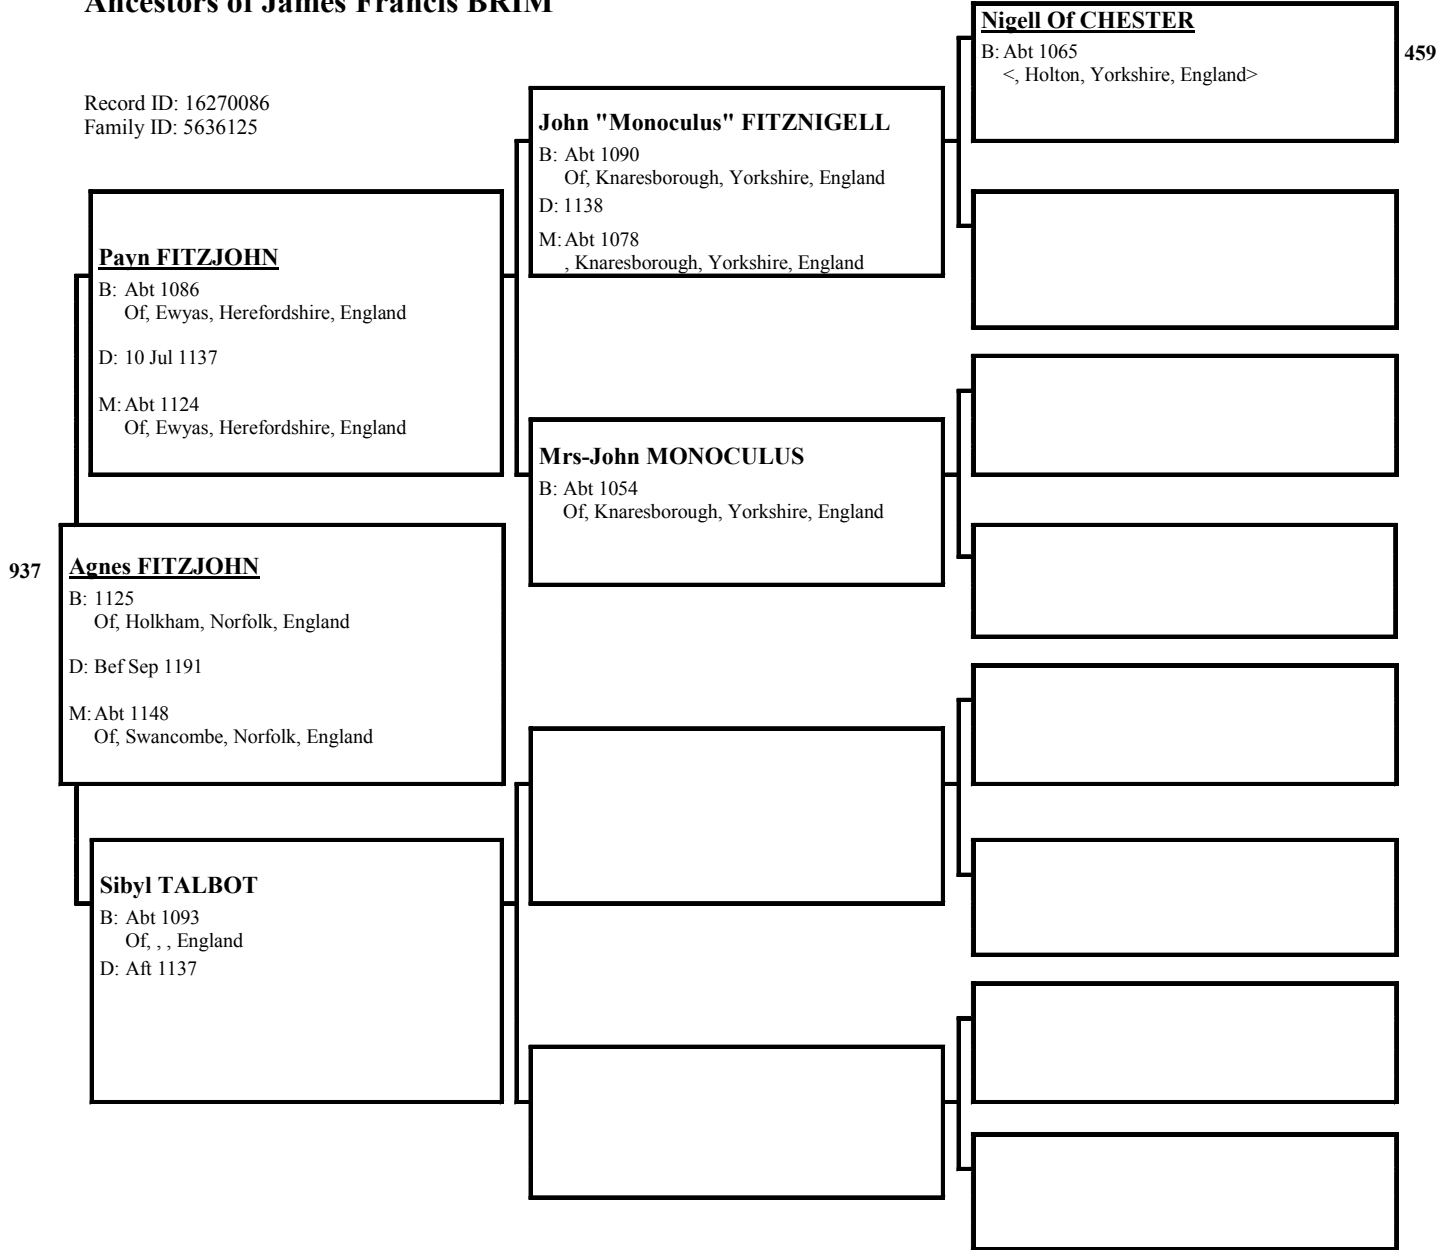 Ancestors of James Francis BRIM
Record ID: 16270086
Family ID: 5636125
Nigell Of CHESTER
B: Abt 1065
<, Holton, Yorkshire, England>
459
John "Monoculus" FITZNIGELL
B: Abt 1090
Of, Knaresborough, Yorkshire, England
D: 1138
M: Abt 1078
, Knaresborough, Yorkshire, England
Payn FITZJOHN
B: Abt 1086
Of, Ewyas, Herefordshire, England
D: 10 Jul 1137
M: Abt 1124
Of, Ewyas, Herefordshire, England
Mrs-John MONOCULUS
B: Abt 1054
Of, Knaresborough, Yorkshire, England
937
Agnes FITZJOHN
B: 1125
Of, Holkham, Norfolk, England
D: Bef Sep 1191
M: Abt 1148
Of, Swancombe, Norfolk, England
Sibyl TALBOT
B: Abt 1093
Of, , , England
D: Aft 1137